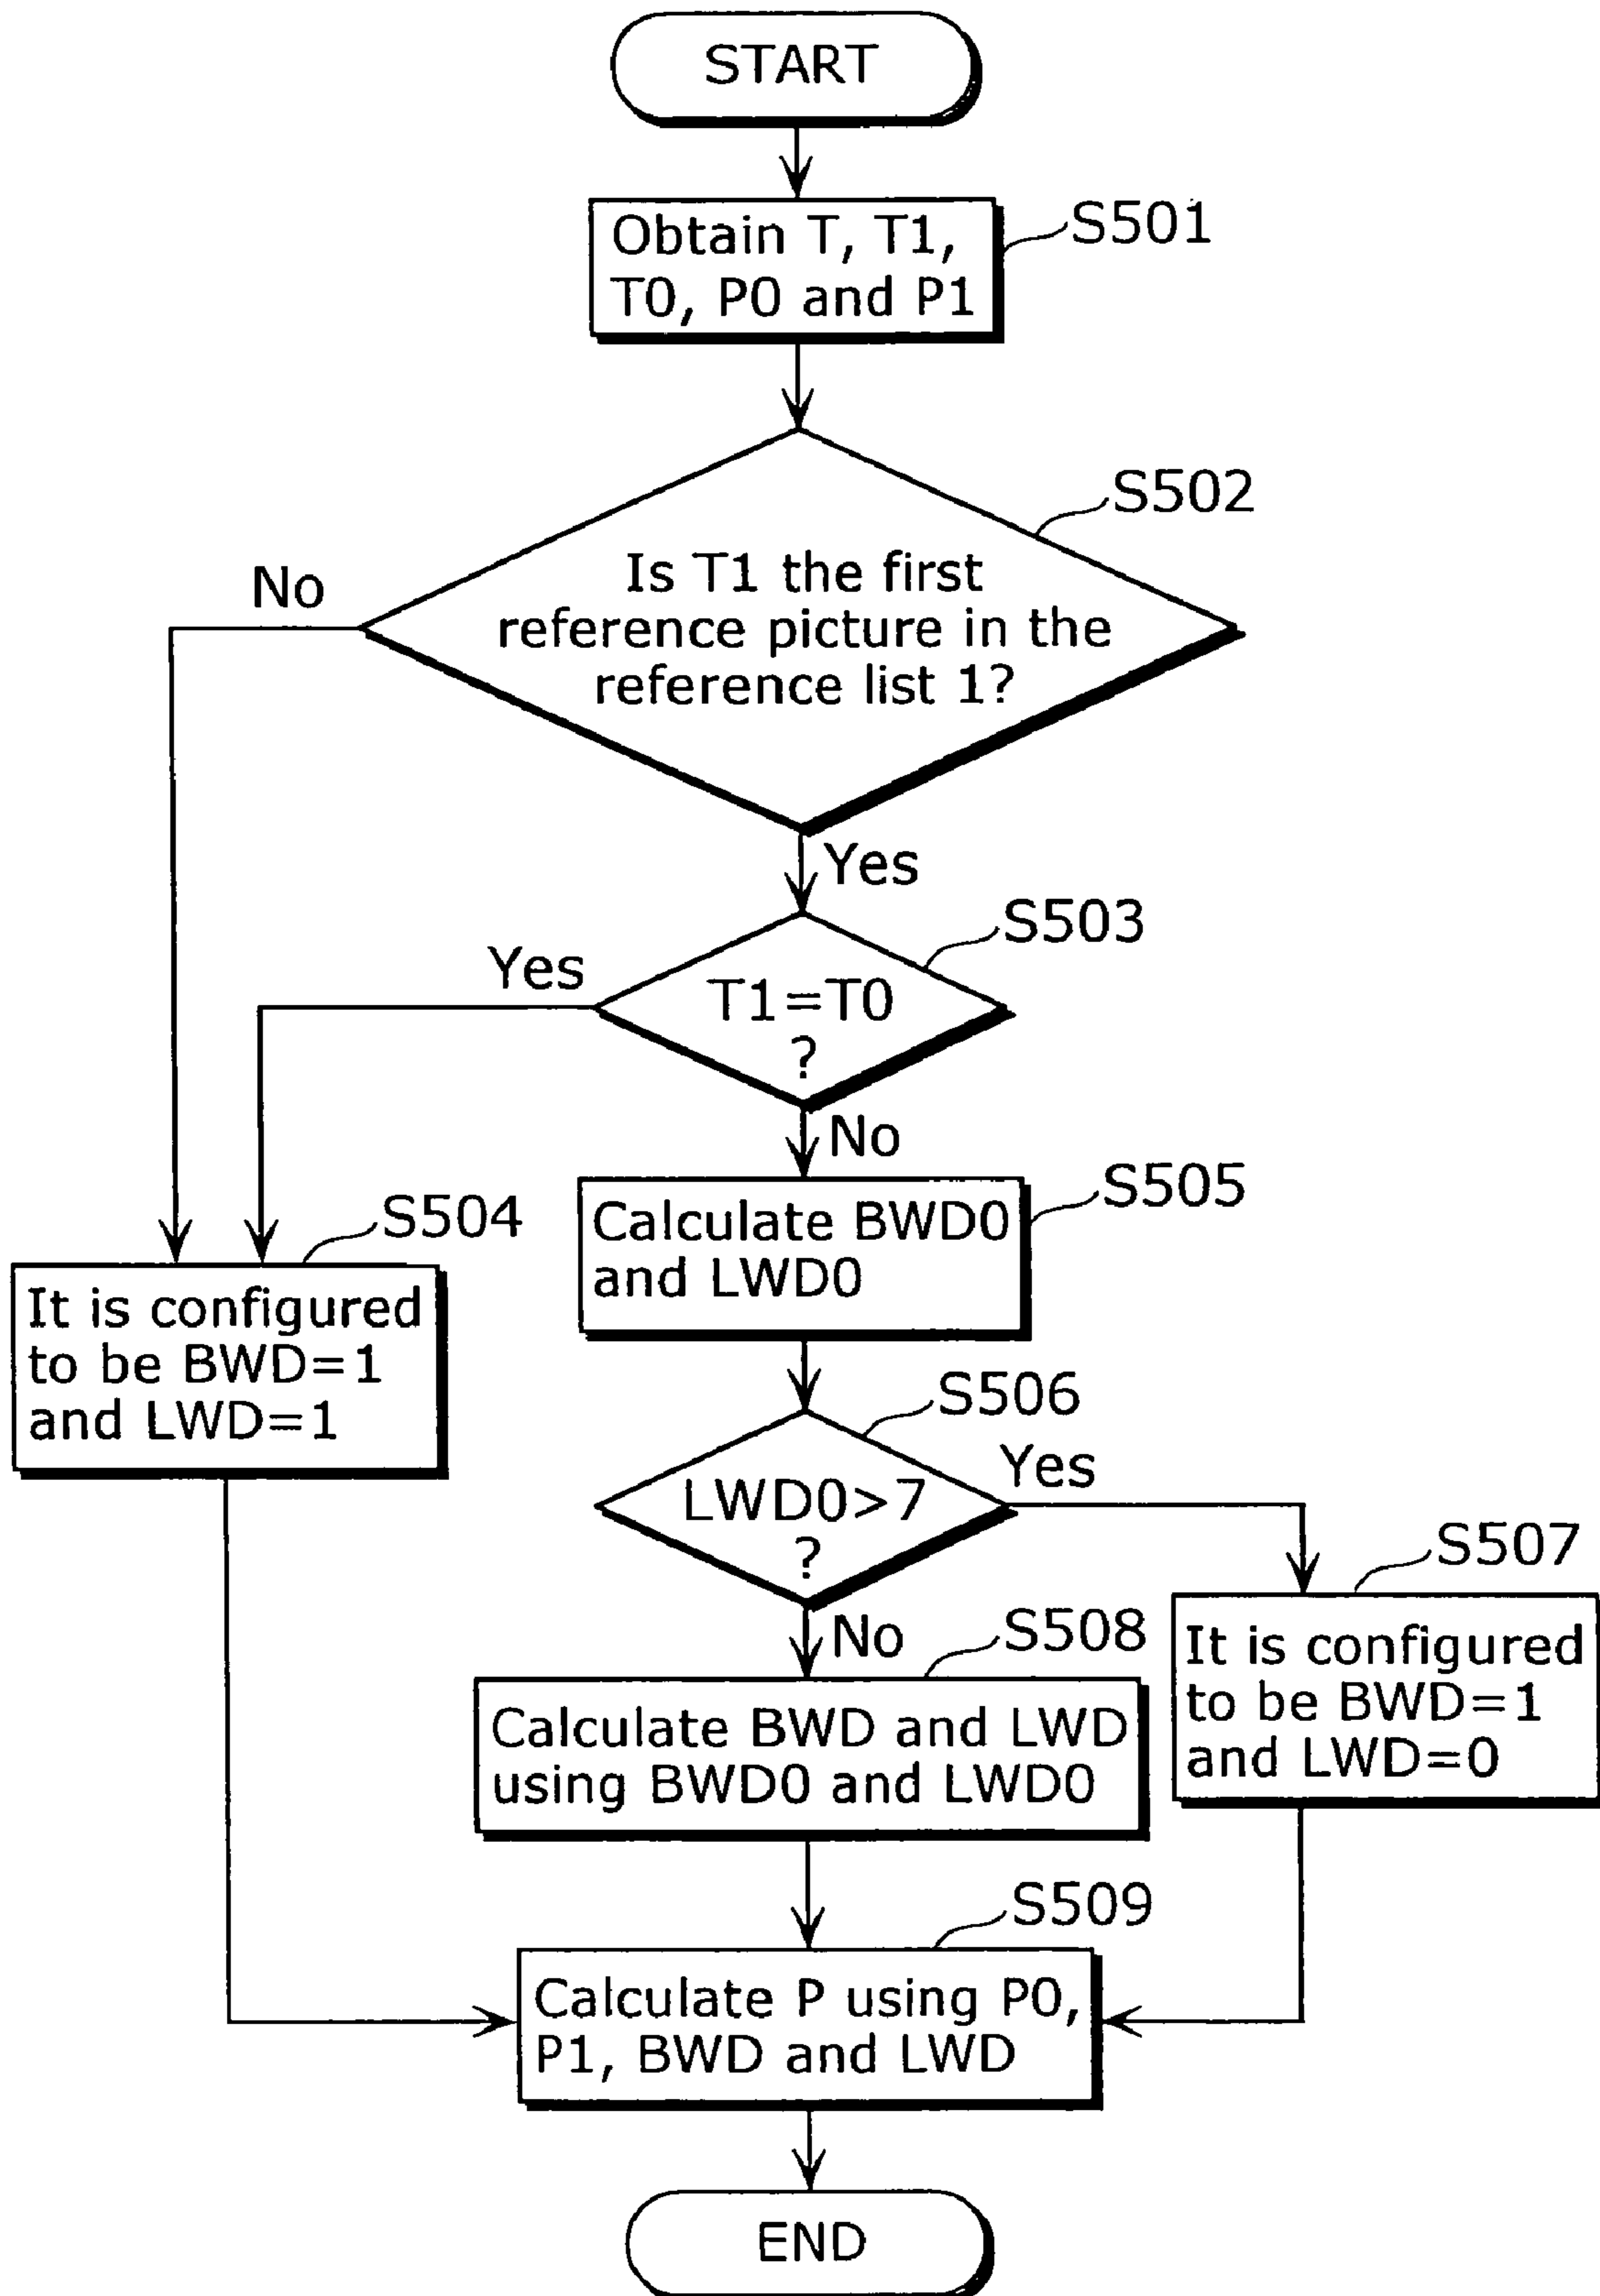 START
Obtain T, T1,
T0, P0 and P1
S501
S502
Is T1 the first
reference picture in the
reference list 1?
No
Yes
S503
T1=T0
?
Yes
No
S504
It is configured
to be BWD=1
and LWD=1
S505
Calculate BWD0
and LWD0
S506
LWD0>7
?
Yes
No
S507
It is configured
to be BWD=1
and LWD=0
S508
Calculate BWD and LWD
using BWD0 and LWD0
S509
Calculate P using P0,
P1, BWD and LWD
END